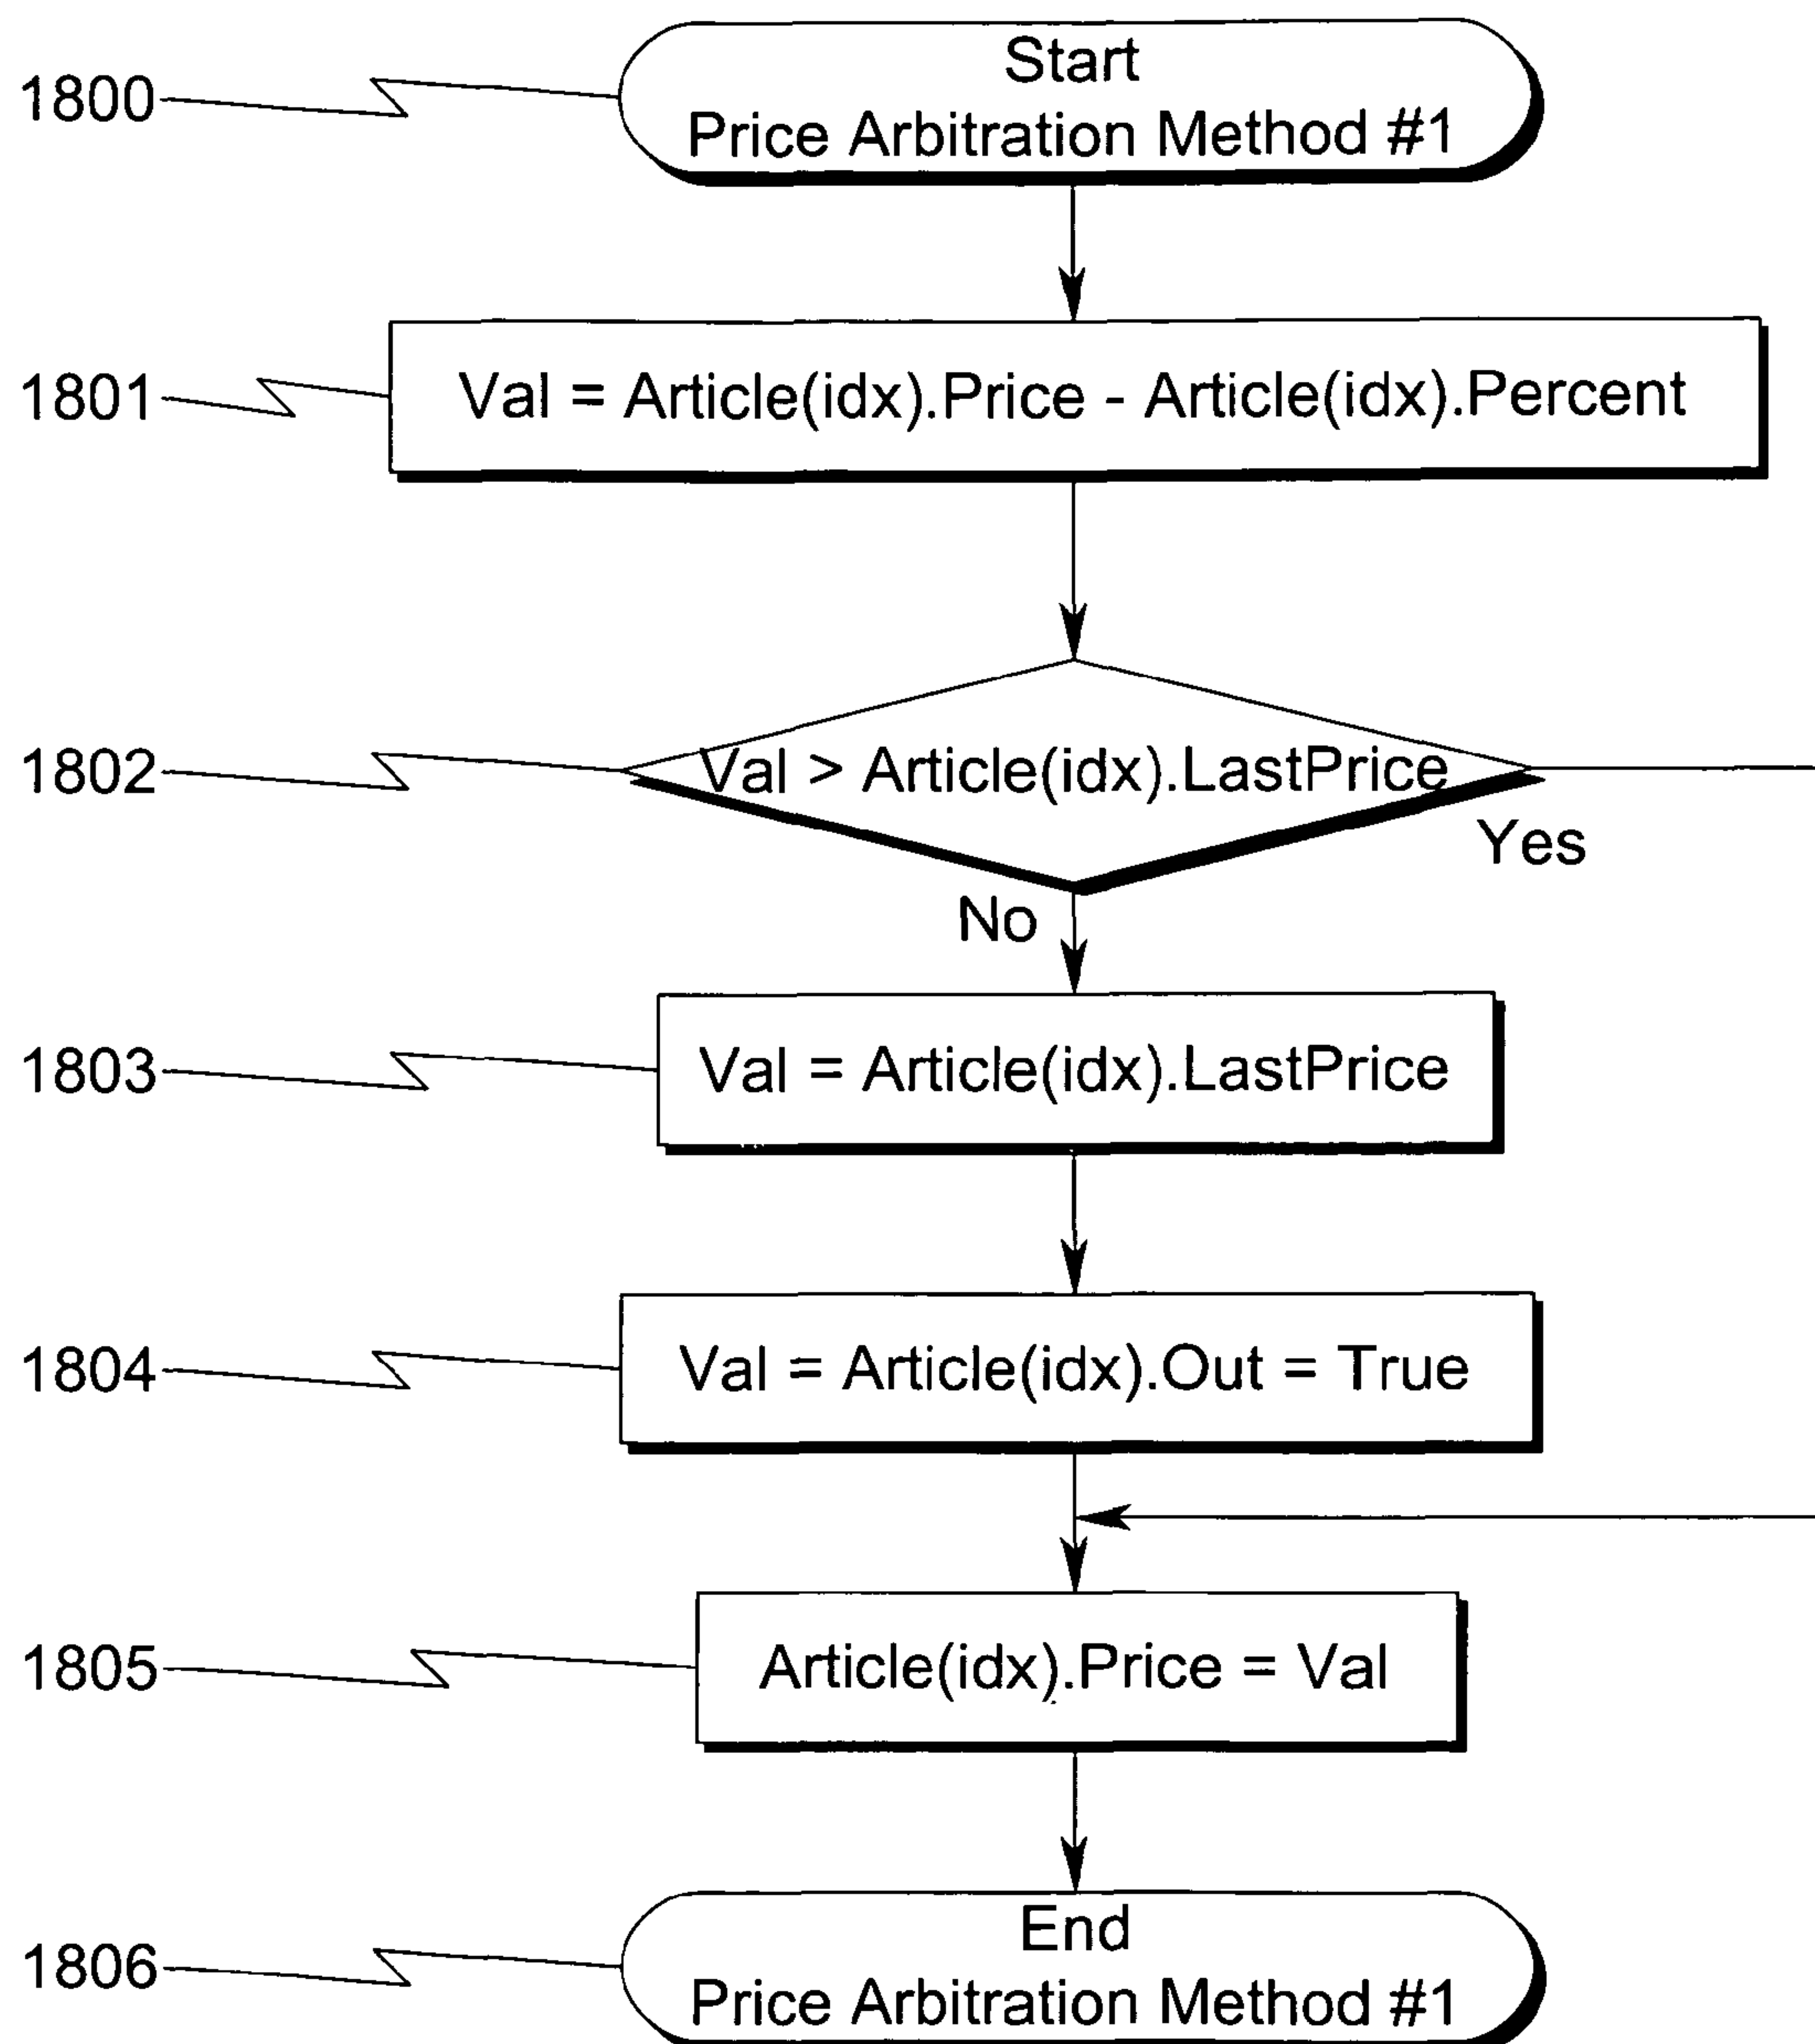 1800
Start
Price Arbitration Method #1
1801
Val = Article(idx).Price - Article(idx).Percent
1802
Val > Article(idx).LastPrice
Yes
No
1803
Val = Article(idx).LastPrice
1804
Val = Article(idx).Out = True
1805
Article(idx).Price = Val
1806
End
Price Arbitration Method #1